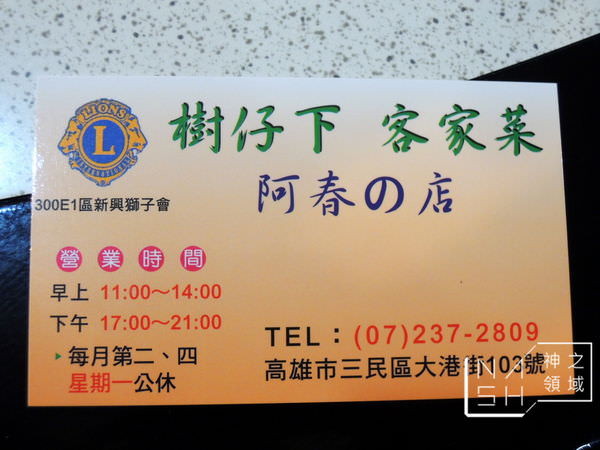 LIONS
L
INTERNATIONAL
樹仔下 客家菜
阿春の店
300E1區新興獅子會
營業時間
早上 11:00～14:00
下午 17:00～21:00
每月第二、四
星期一公休
TEL：(07)237-2809
高雄市三民區大港街103號
NJSH
神之領域